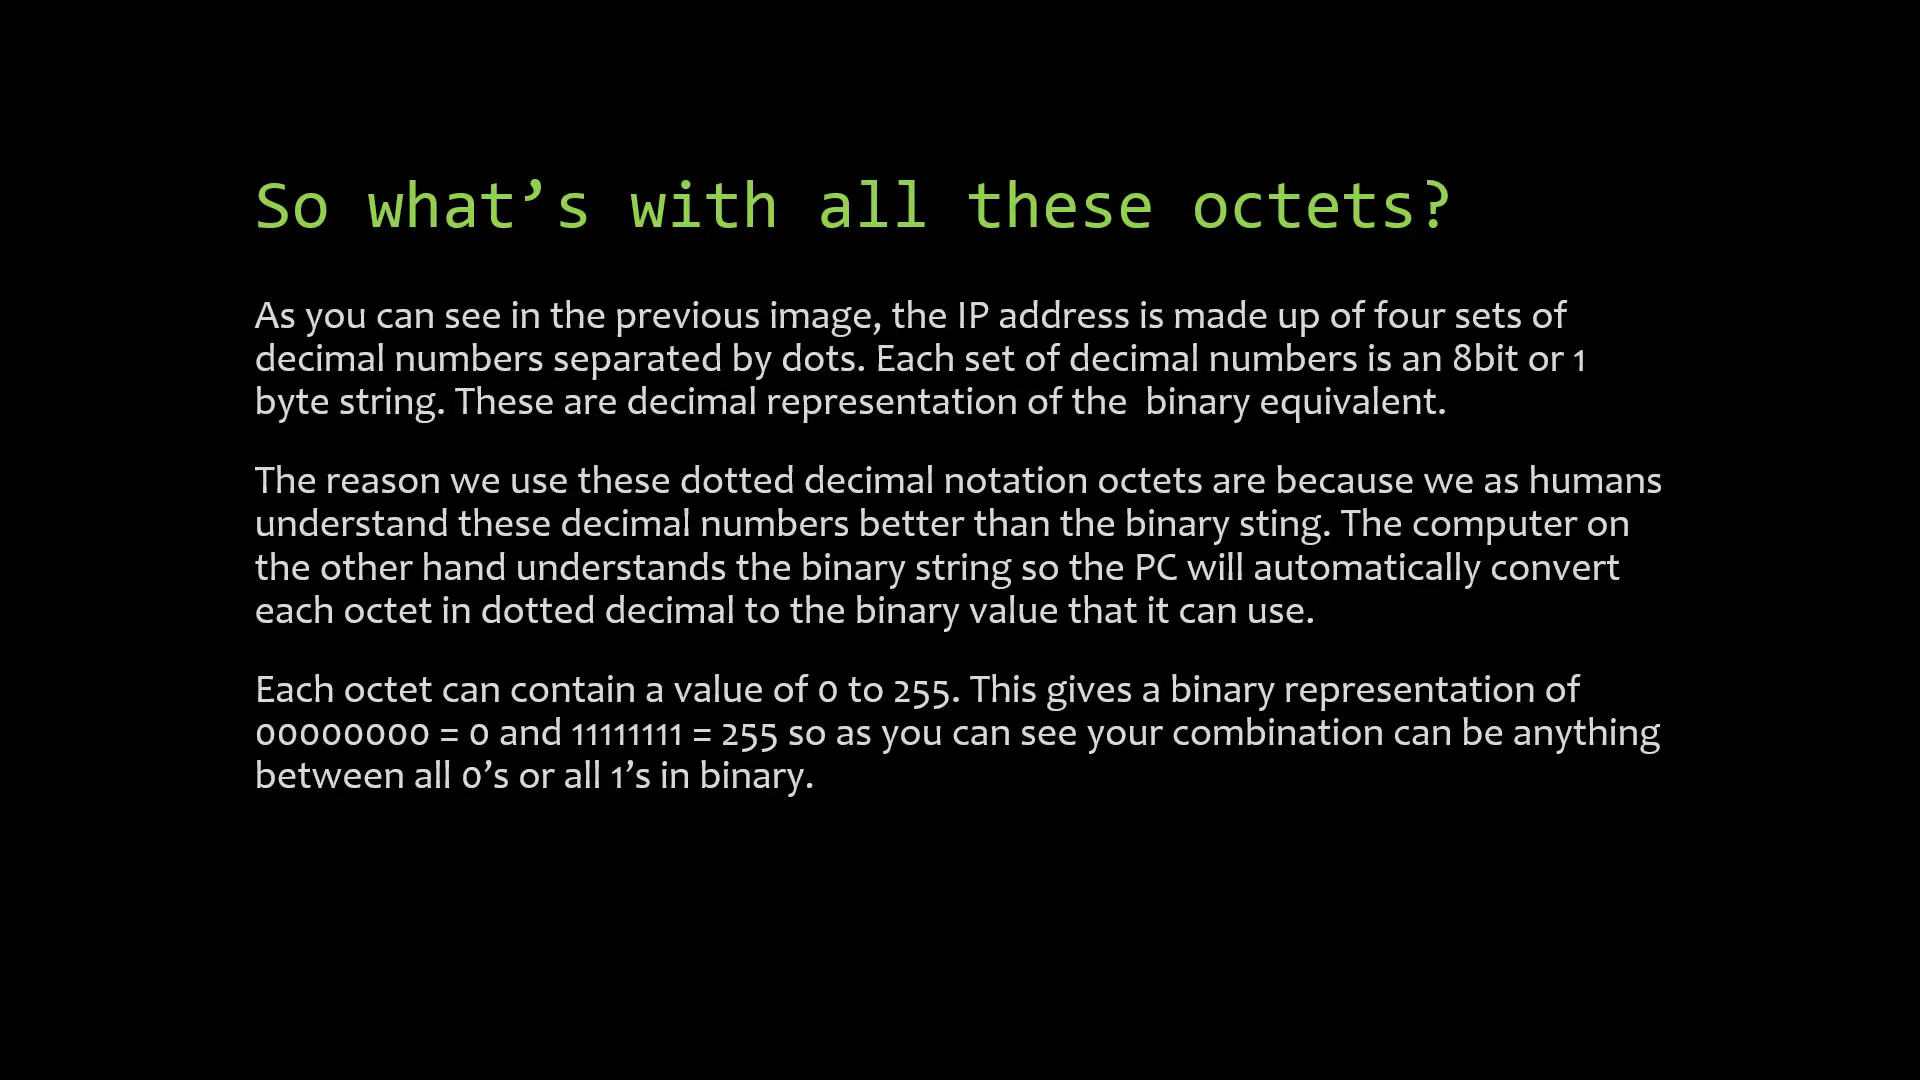 So what’s with all these octets?
As you can see in the previous image, the IP address is made up of four sets of
decimal numbers separated by dots. Each set of decimal numbers is an 8bit or 1
byte string. These are decimal representation of the  binary equivalent.
The reason we use these dotted decimal notation octets are because we as humans
understand these decimal numbers better than the binary sting. The computer on
the other hand understands the binary string so the PC will automatically convert
each octet in dotted decimal to the binary value that it can use.
Each octet can contain a value of 0 to 255. This gives a binary representation of
00000000 = 0 and 11111111 = 255 so as you can see your combination can be anything
between all 0’s or all 1’s in binary.